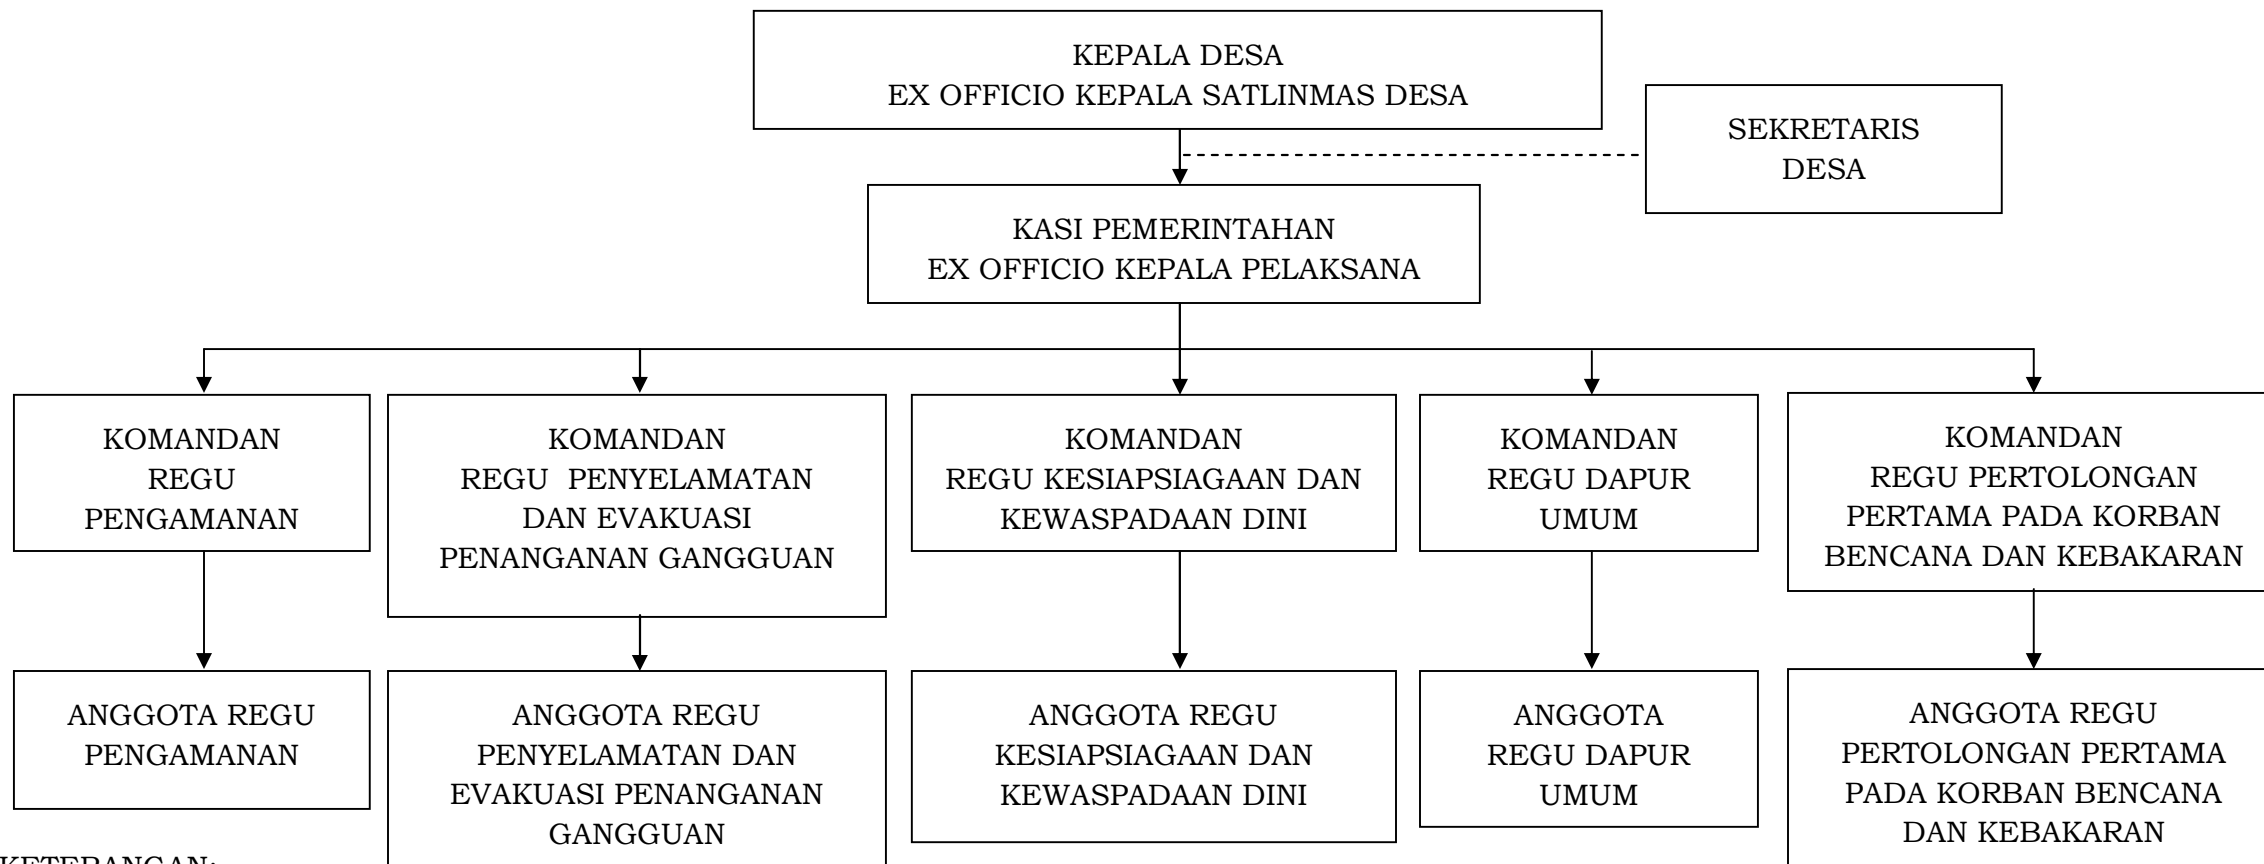 KEPALA DESA
EX OFFICIO KEPALA SATLINMAS DESA
SEKRETARIS
DESA
KASI PEMERINTAHAN
EX OFFICIO KEPALA PELAKSANA
KOMANDAN
REGU
PENGAMANAN
KOMANDAN
REGU  PENYELAMATAN
DAN EVAKUASI
PENANGANAN GANGGUAN
KOMANDAN
REGU KESIAPSIAGAAN DAN
KEWASPADAAN DINI
KOMANDAN
REGU DAPUR
UMUM
KOMANDAN
REGU PERTOLONGAN
PERTAMA PADA KORBAN
BENCANA DAN KEBAKARAN
ANGGOTA REGU
PENGAMANAN
ANGGOTA REGU
PENYELAMATAN DAN
EVAKUASI PENANGANAN
GANGGUAN
ANGGOTA REGU
KESIAPSIAGAAN DAN
KEWASPADAAN DINI
ANGGOTA
REGU DAPUR
UMUM
ANGGOTA REGU
PERTOLONGAN PERTAMA
PADA KORBAN BENCANA
DAN KEBAKARAN
KETERANGAN: